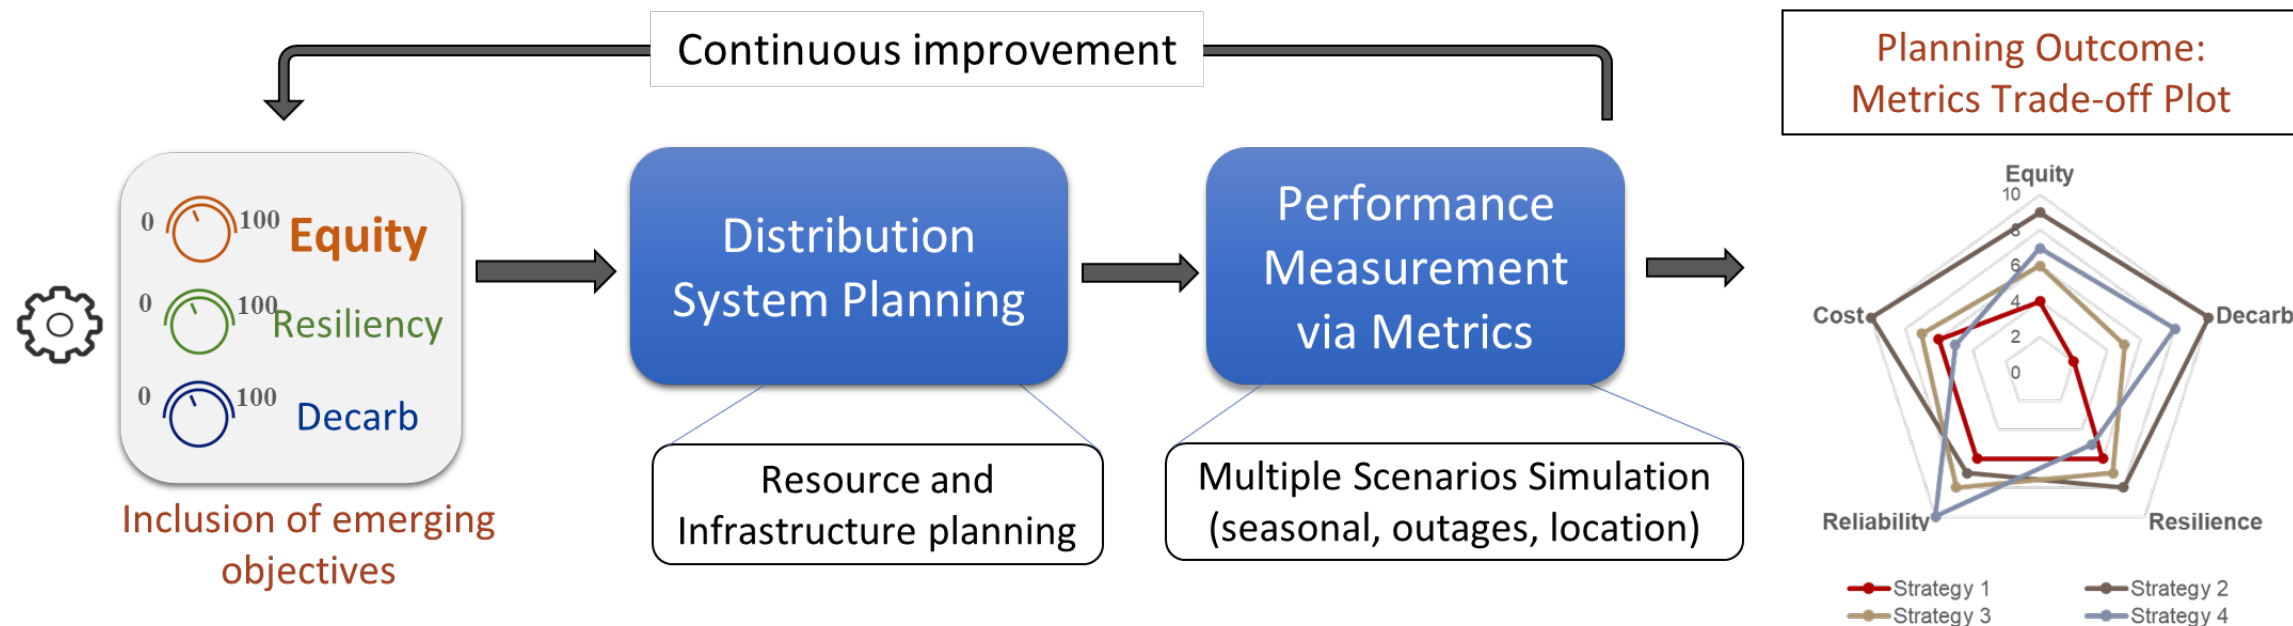 Continuous improvement
0
100
Equity
0
100
Resiliency
0
100
Decarb
Inclusion of emerging
objectives
Distribution
System Planning
Resource and
Infrastructure planning
Performance
Measurement
via Metrics
Multiple Scenarios Simulation
(seasonal, outages, location)
Planning Outcome:
Metrics Trade-off Plot
Equity
10
8
6
4
2
0
Cost
Decarb
Reliability
Resilience
Strategy 1
Strategy 2
Strategy 3
Strategy 4